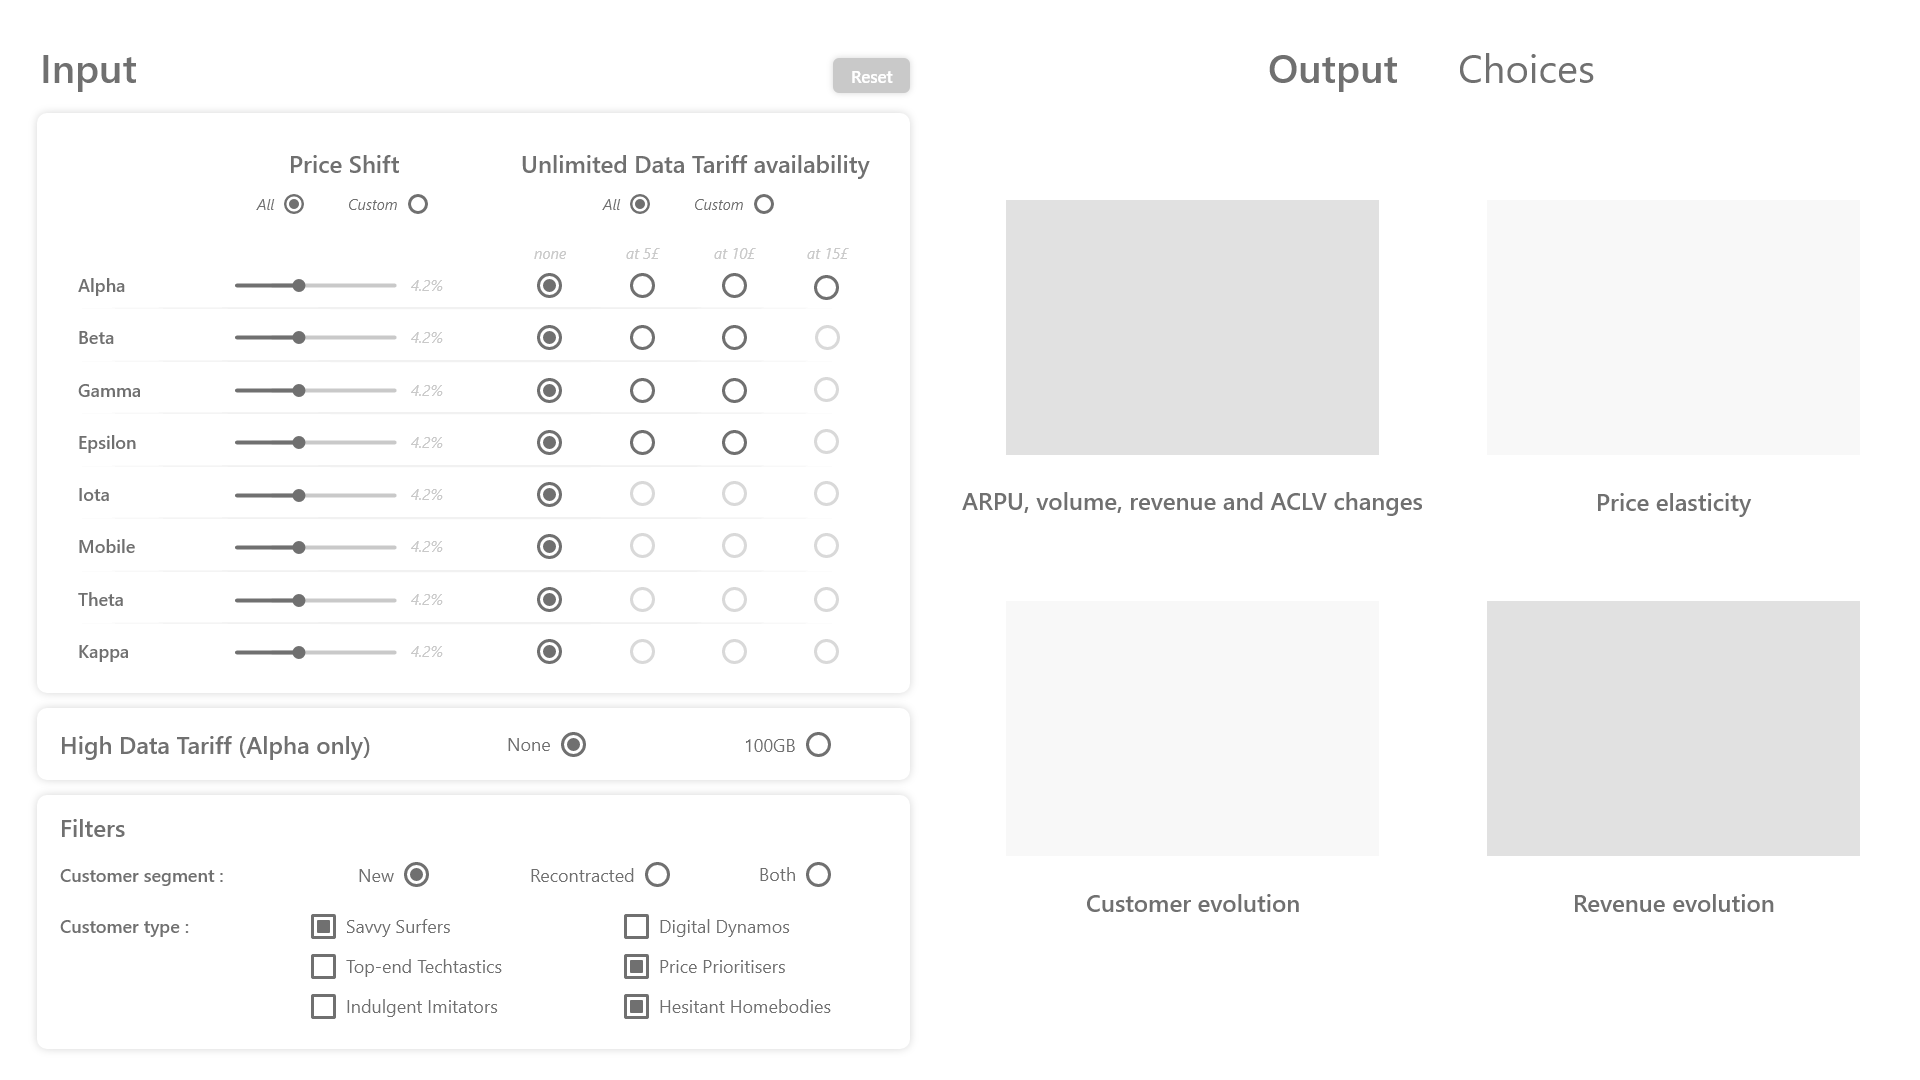 Input
Reset
Price Shift
Unlimited Data Tariff availability
All
Custom
All
Custom
none
at 5£
at 10£
at 15£
Alpha
4.2%
Beta
4.2%
Gamma
4.2%
Epsilon
4.2%
Iota
4.2%
Mobile
4.2%
Theta
4.2%
Kappa
4.2%
High Data Tariff (Alpha only)
None
100GB
Filters
Customer segment :
New
Recontracted
Both
Customer type :
Savvy Surfers
Digital Dynamos
Top-end Techtastics
Price Prioritisers
Indulgent Imitators
Hesitant Homebodies
Output
Choices
ARPU, volume, revenue and ACLV changes
Price elasticity
Customer evolution
Revenue evolution